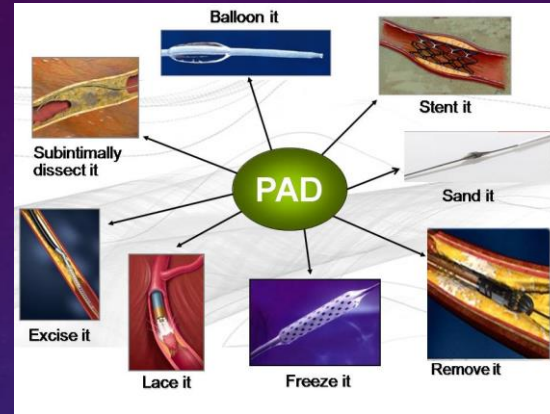 Balloon it
Stent it
Subintimally
dissect it
PAD
Sand it
Excise it
Lace it
Freeze it
Remove it